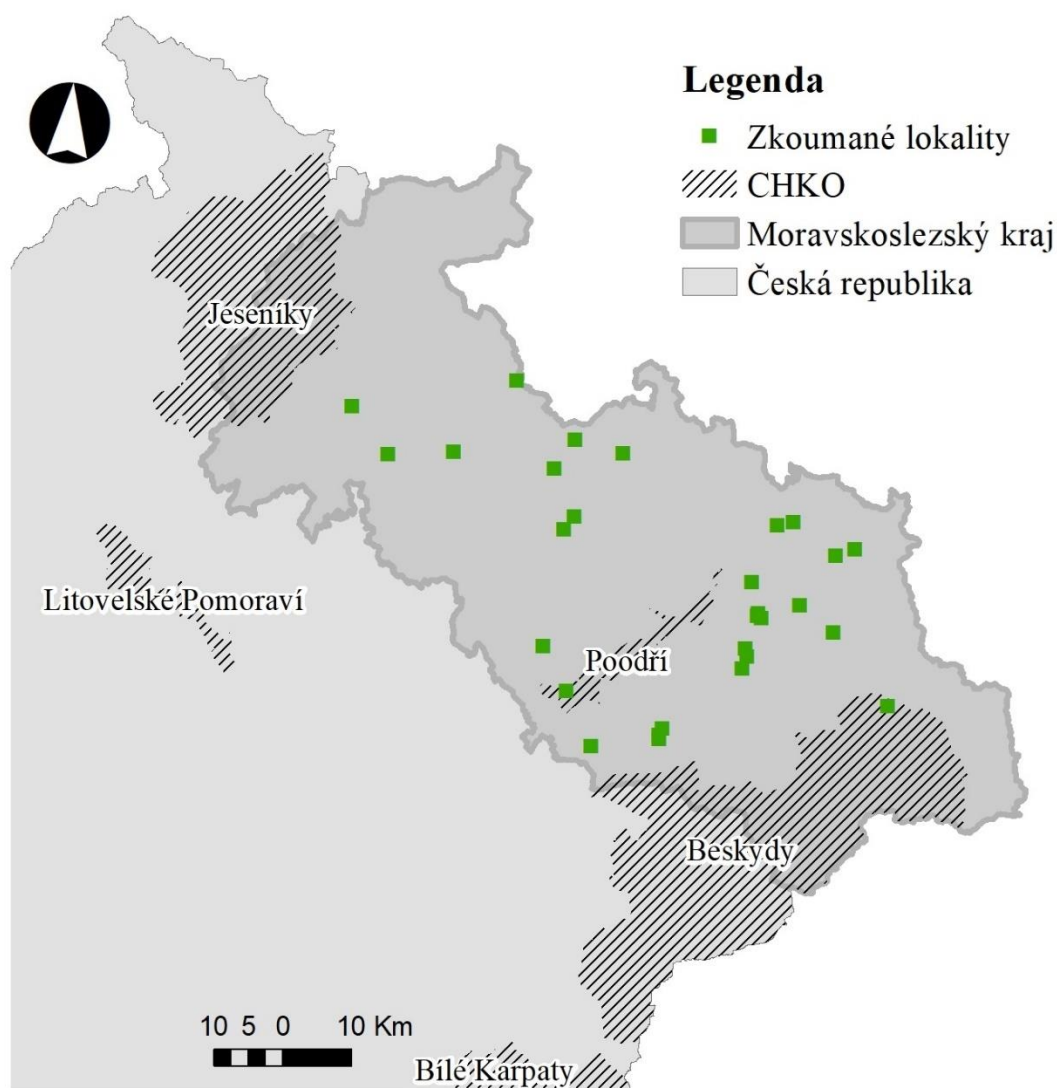 Legenda
Zkoumané lokality
CHKO
Moravskoslezský kraj
Česká republika
Jeseníky
Litovelské Pomoraví
Poodří
Beskydy
10 5 0 10 Km
Bílé Karpaty